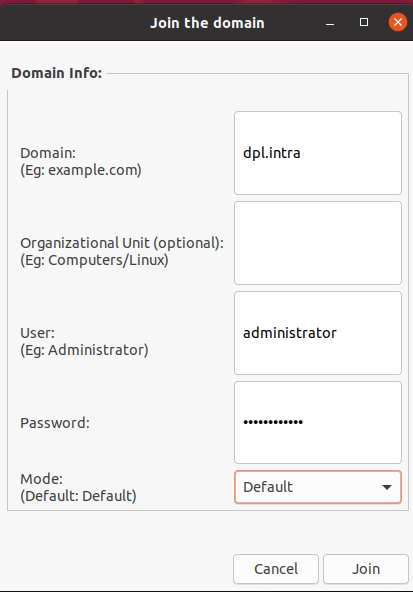 Join the domain
Domain Info:
Domain:
(Eg: example.com)
dpl.intra
Organizational Unit (optional):
(Eg: Computers/Linux)
User:
(Eg: Administrator)
administrator
Password:
••••••••••••
Mode:
(Default: Default)
Default
Cancel
Join